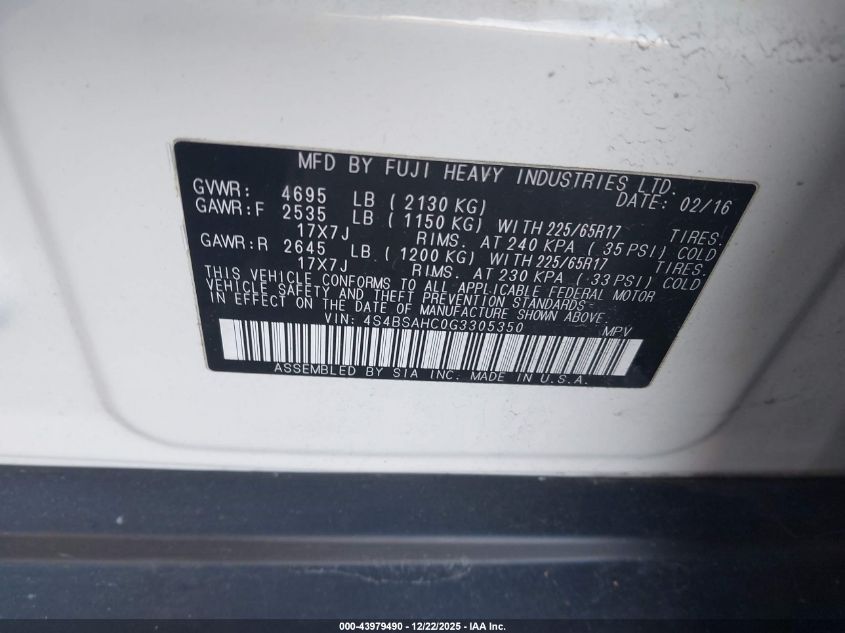 MFD BY FUJI HEAVY INDUSTRIES LTD.
GVWR: 4695 LB (2130 KG) DATE: 02/16
GAWR:F 2535 LB (1150 KG) WITH 225/65R17 TIRES.
17X7J RIMS. AT 240 KPA (35 PSI) COLD
GAWR:R 2645 LB (1200 KG) WITH 225/65R17 TIRES.
17X7J RIMS. AT 230 KPA (33 PSI) COLD
THIS VEHICLE CONFORMS TO ALL APPLICABLE FEDERAL MOTOR
VEHICLE SAFETY AND THEFT PREVENTION STANDARDS
IN EFFECT ON THE DATE OF MANUFACTURE SHOWN ABOVE.
VIN: 4S4BSAHC0G3305350 MPV
ASSEMBLED BY SIA INC. MADE IN U.S.A.
000-43979490 - 12/22/2025 - IAA Inc.